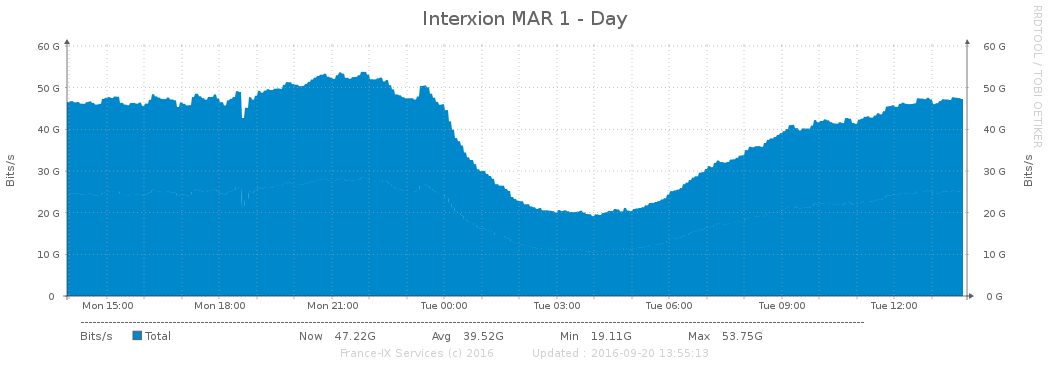 Interxion MAR 1 - Day
RRDTOOL / TOBI OETIKER
Bits/s
60 G 60 G
50 G 50 G
40 G 40 G
30 G 30 G
20 G 20 G
10 G 10 G
0 0 G
Bits/s
Mon 15:00 Mon 18:00 Mon 21:00 Tue 00:00 Tue 03:00 Tue 06:00 Tue 09:00 Tue 12:00
Bits/s Total Now 47.22G Avg 39.52G Min 19.11G Max 53.75G
France-IX Services (c) 2016 Updated : 2016-09-20 13:55:13